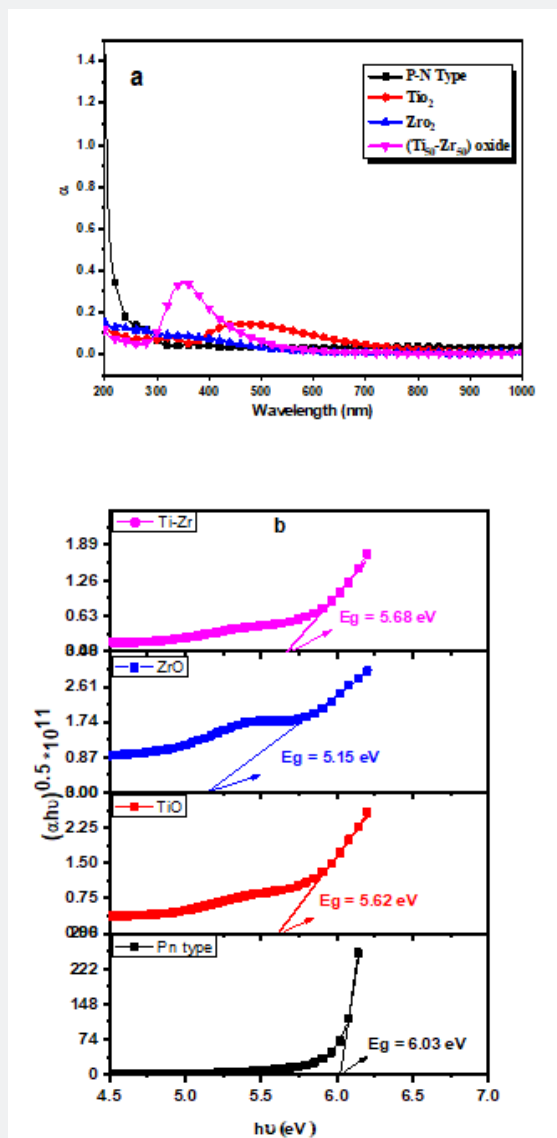 a
P-N Type
Tio₂
Zro₂
(Ti₅₀-Zr₅₀) oxide
1.4
1.2
1.0
0.8
0.6
0.4
0.2
0.0
α
200 300 400 500 600 700 800 900 1000
Wavelength (nm)
b
Ti-Zr
1.89
1.26
0.63
Eg = 5.68 eV
ZrO
2.61
1.74
0.87
Eg = 5.15 eV
(αhυ)^0.5 *10^11
TiO
2.25
1.50
0.75
Eg = 5.62 eV
Pn type
222
148
74
0
Eg = 6.03 eV
4.5 5.0 5.5 6.0 6.5 7.0
hυ (eV)